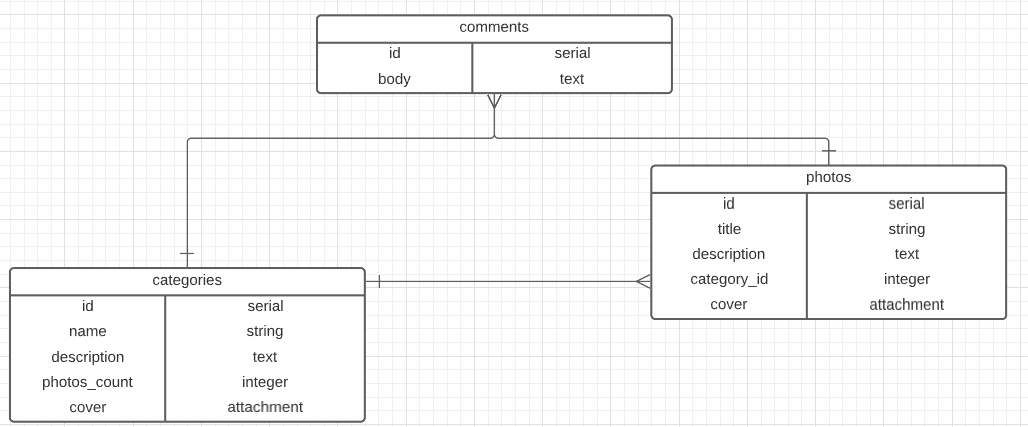 comments
id serial
body text
photos
id serial
title string
description text
category_id integer
cover attachment
categories
id serial
name string
description text
photos_count integer
cover attachment